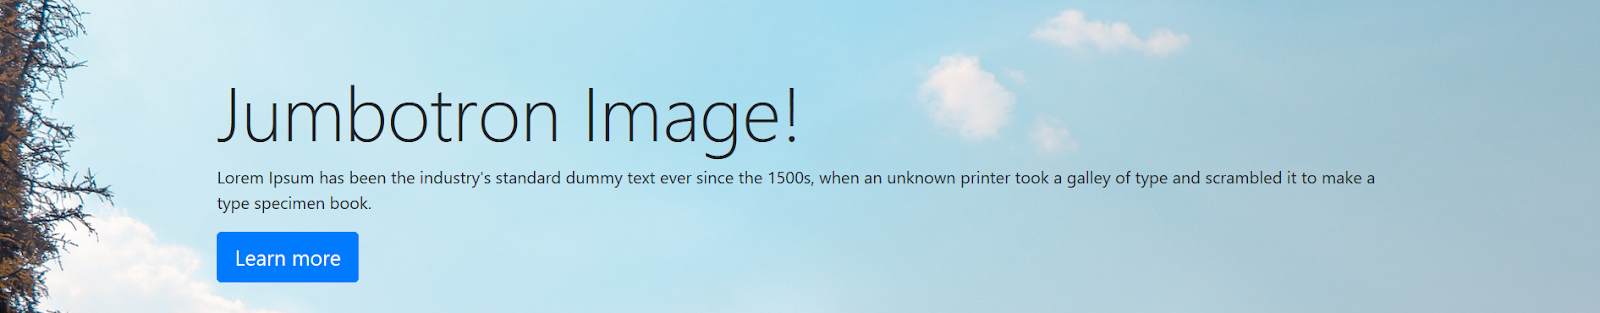 Jumbotron Image!
Lorem Ipsum has been the industry's standard dummy text ever since the 1500s, when an unknown printer took a galley of type and scrambled it to make a
type specimen book.
Learn more